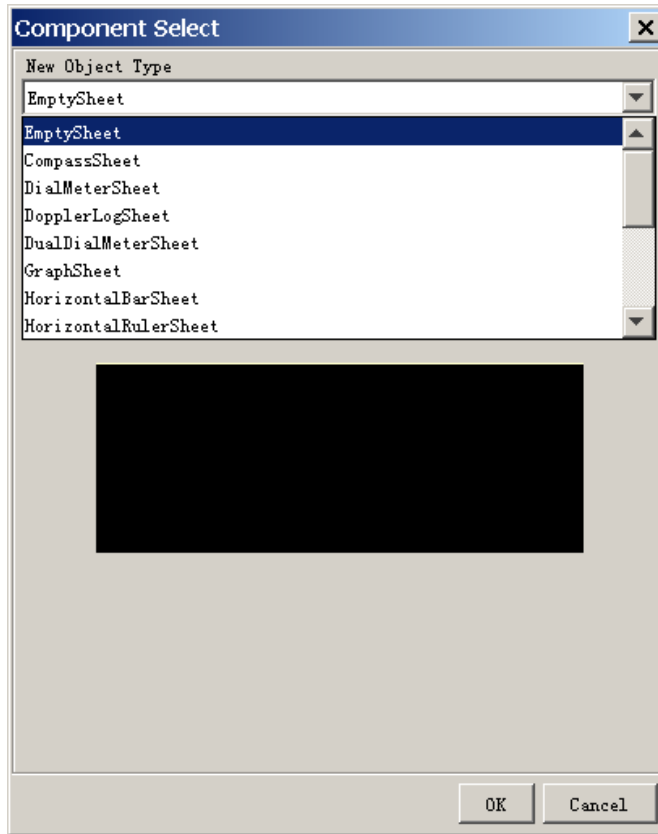 Component Select
New Object Type
EmptySheet
EmptySheet
CompassSheet
DialMeterSheet
DopplerLogSheet
DualDialMeterSheet
GraphSheet
HorizontalBarSheet
HorizontalRulerSheet
OK
Cancel